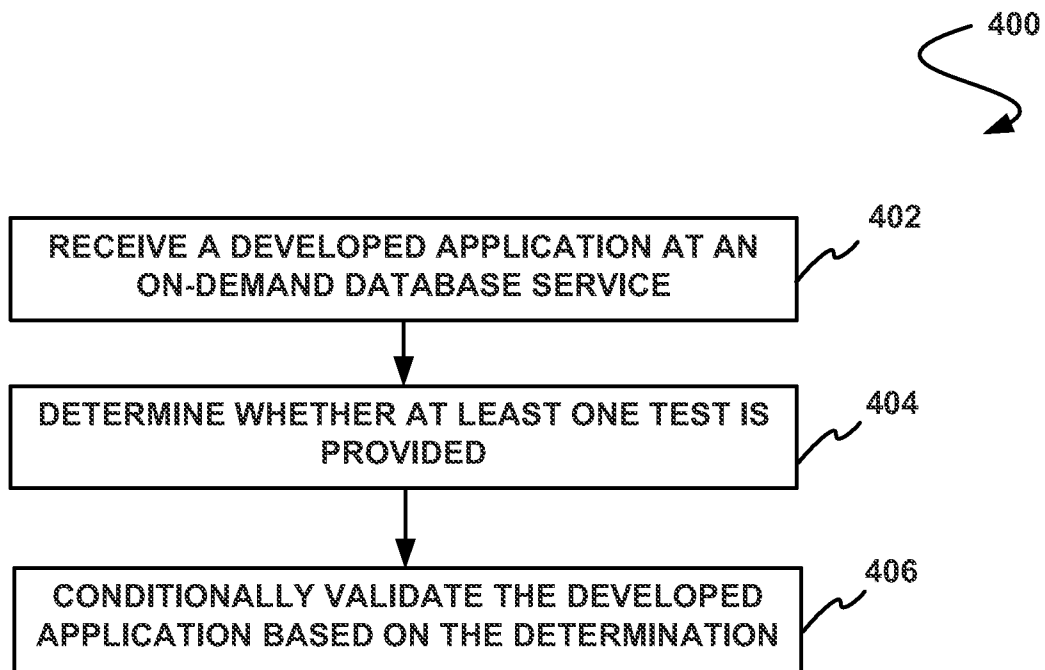 400
402
RECEIVE A DEVELOPED APPLICATION AT AN
ON-DEMAND DATABASE SERVICE
404
DETERMINE WHETHER AT LEAST ONE TEST IS
PROVIDED
406
CONDITIONALLY VALIDATE THE DEVELOPED
APPLICATION BASED ON THE DETERMINATION